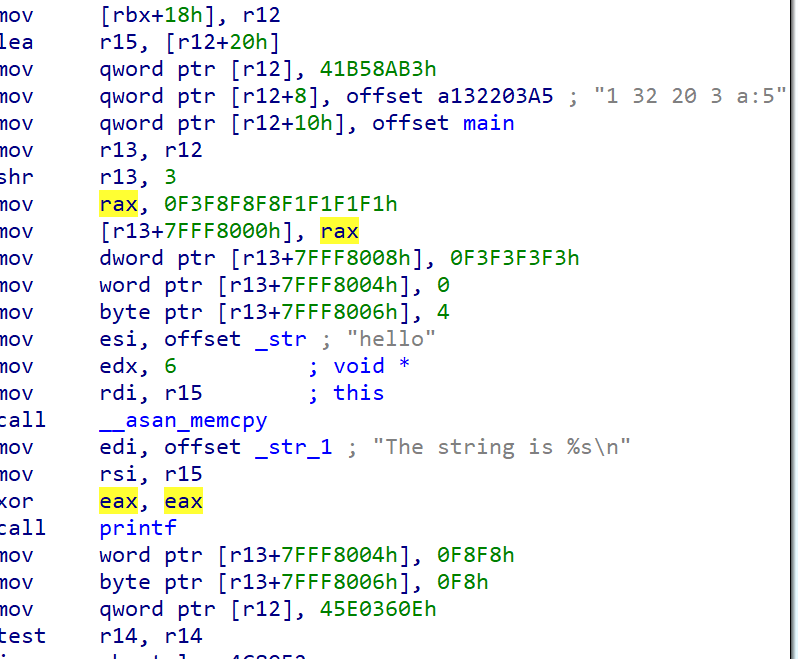 mov [rbx+18h], r12
lea r15, [r12+20h]
mov qword ptr [r12], 41B58AB3h
mov qword ptr [r12+8], offset a132203A5 ; "1 32 20 3 a:5"
mov qword ptr [r12+10h], offset main
mov r13, r12
shr r13, 3
mov rax, 0F3F8F8F8F1F1F1F1h
mov [r13+7FFF8000h], rax
mov dword ptr [r13+7FFF8008h], 0F3F3F3F3h
mov word ptr [r13+7FFF8004h], 0
mov byte ptr [r13+7FFF8006h], 4
mov esi, offset _str ; "hello"
mov edx, 6 ; void *
mov rdi, r15 ; this
call __asan_memcpy
mov edi, offset _str_1 ; "The string is %s\n"
mov rsi, r15
xor eax, eax
call printf
mov word ptr [r13+7FFF8004h], 0F8F8h
mov byte ptr [r13+7FFF8006h], 0F8h
mov qword ptr [r12], 45E0360Eh
test r14, r14